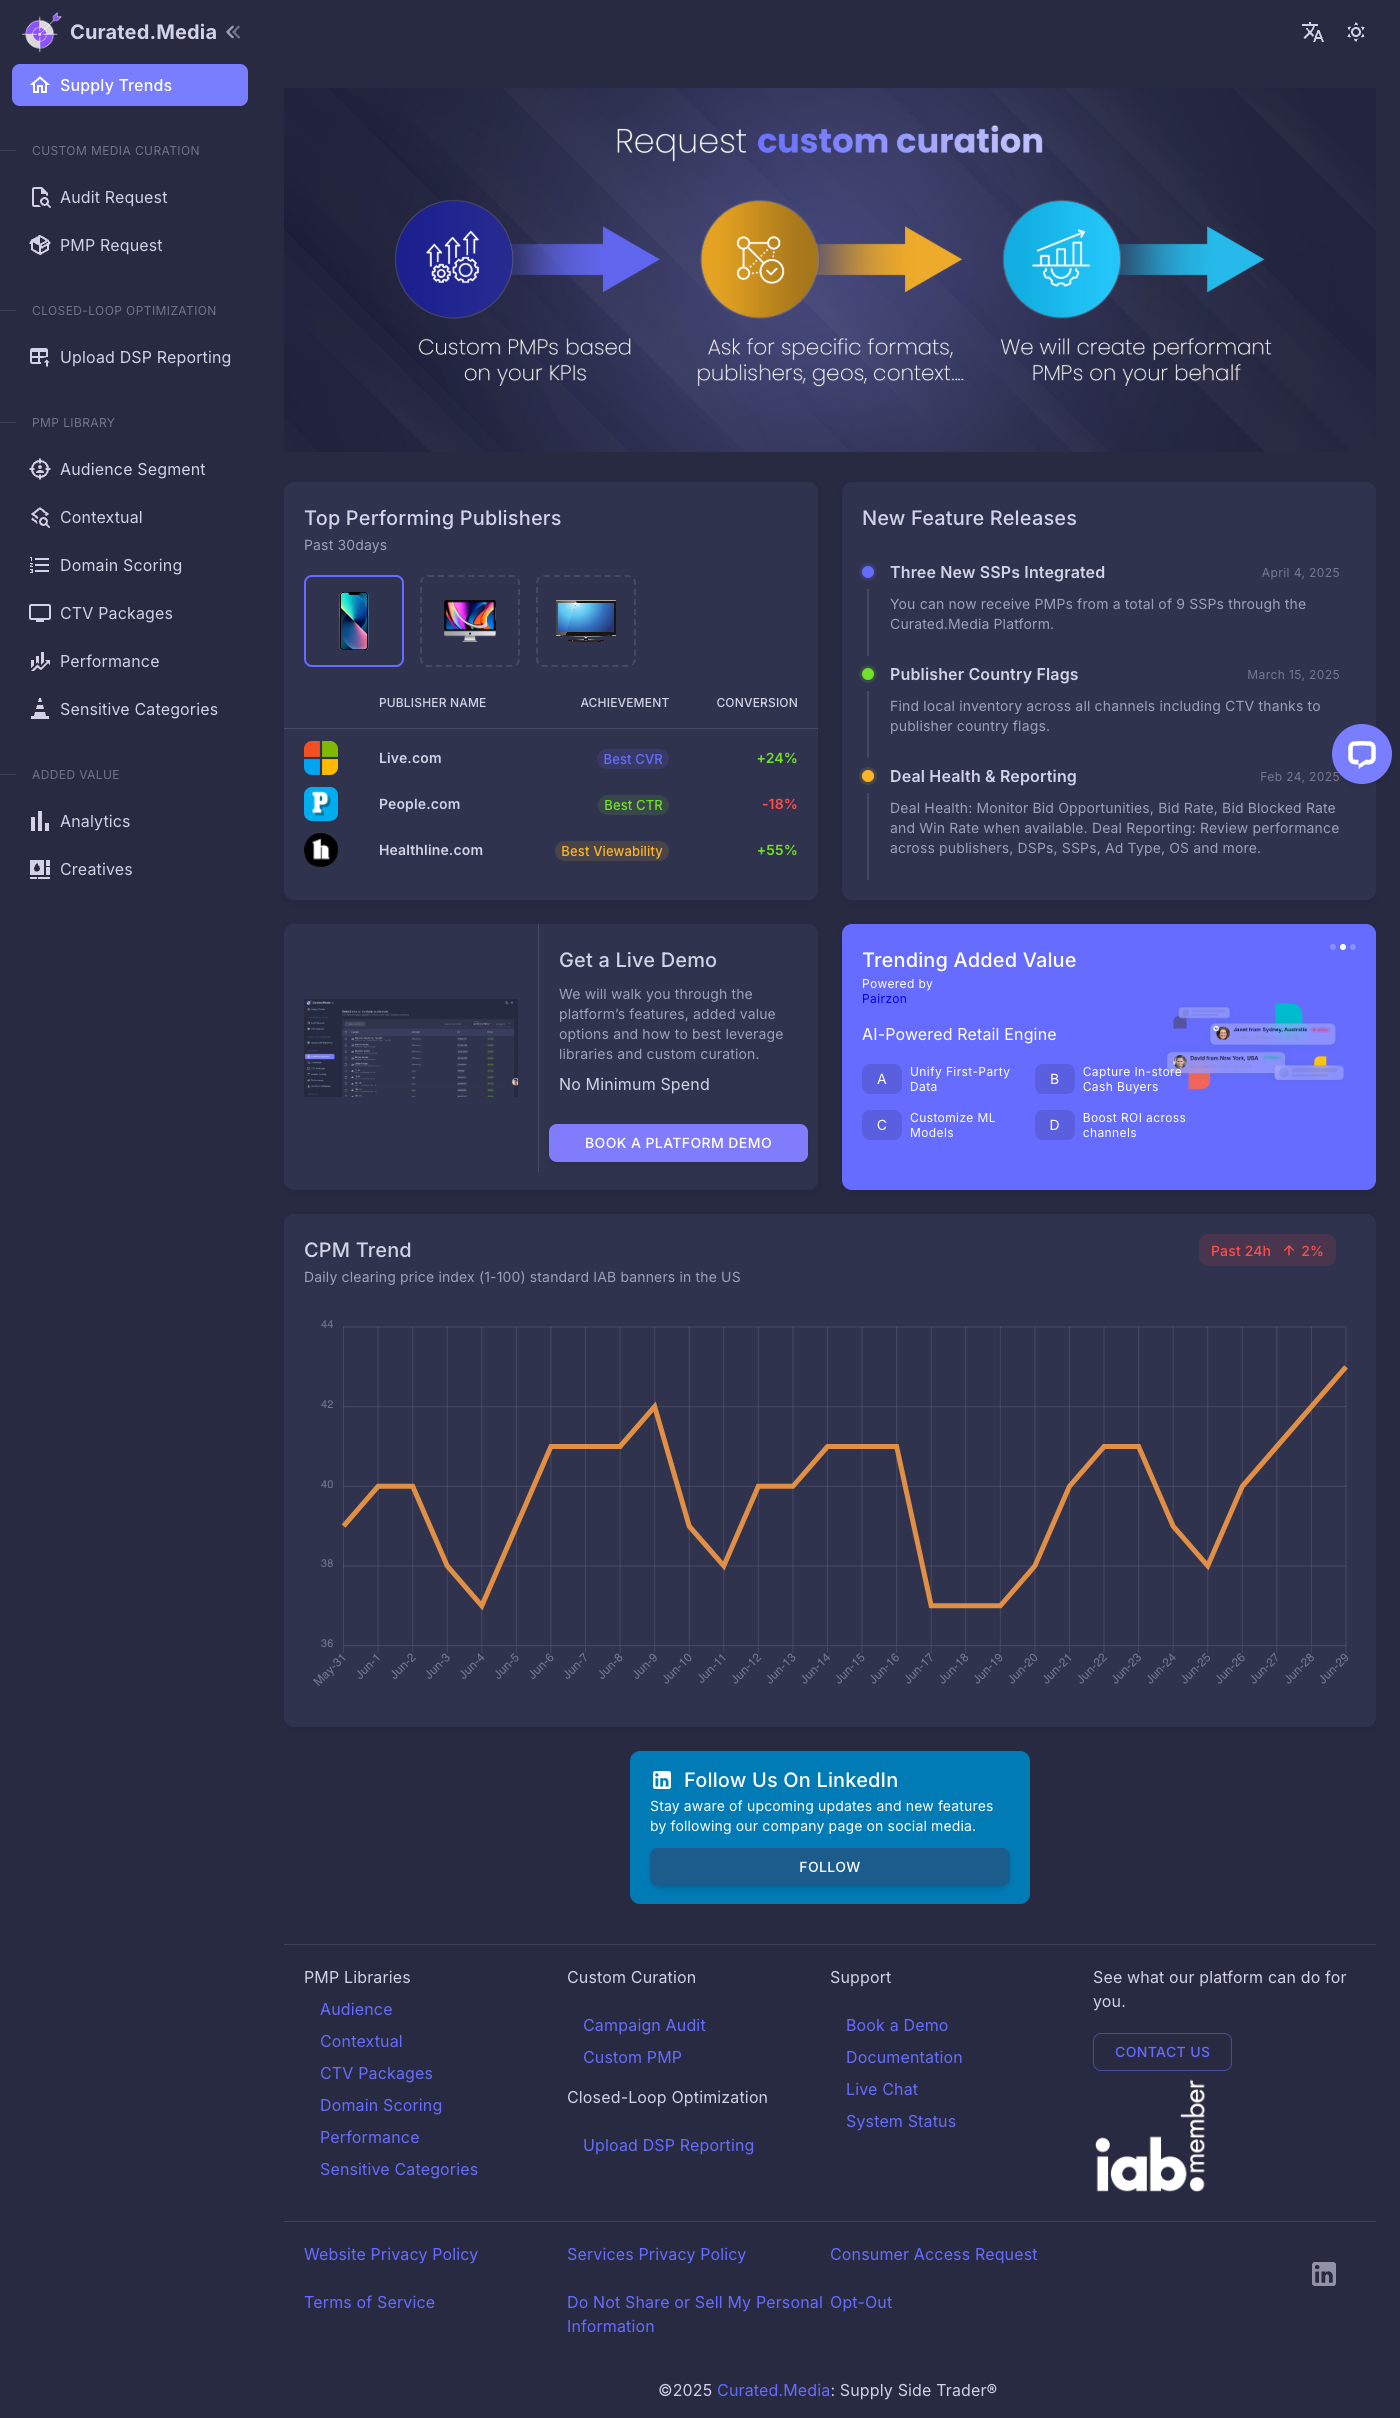 Curated.Media
Supply Trends
CUSTOM MEDIA CURATION
Audit Request
PMP Request
CLOSED-LOOP OPTIMIZATION
Upload DSP Reporting
PMP LIBRARY
Audience Segment
Contextual
Domain Scoring
CTV Packages
Performance
Sensitive Categories
ADDED VALUE
Analytics
Creatives
Request custom curation
Custom PMPs based
on your KPIs
Ask for specific formats,
publishers, geos, context....
We will create performant
PMPs on your behalf
Top Performing Publishers
Past 30days
PUBLISHER NAME ACHIEVEMENT CONVERSION
Live.com Best CVR +24%
People.com Best CTR -18%
Healthline.com Best Viewability +55%
New Feature Releases
Three New SSPs Integrated April 4, 2025
You can now receive PMPs from a total of 9 SSPs through the
Curated.Media Platform.
Publisher Country Flags March 15, 2025
Find local inventory across all channels including CTV thanks to
publisher country flags.
Deal Health & Reporting Feb 24, 2025
Deal Health: Monitor Bid Opportunities, Bid Rate, Bid Blocked Rate
and Win Rate when available. Deal Reporting: Review performance
across publishers, DSPs, SSPs, Ad Type, OS and more.
Get a Live Demo
We will walk you through the
platform's features, added value
options and how to best leverage
libraries and custom curation.
No Minimum Spend
BOOK A PLATFORM DEMO
Trending Added Value
Powered by
Pairzon
AI-Powered Retail Engine
A Unify First-Party
Data
B Capture In-store
Cash Buyers
C Customize ML
Models
D Boost ROI across
channels
Janel from Sydney, Australia
David from New York, USA
CPM Trend
Daily clearing price index (1-100) standard IAB banners in the US
Past 24h ↑ 2%
44
42
40
38
36
May-31 Jun-1 Jun-2 Jun-3 Jun-4 Jun-5 Jun-6 Jun-7 Jun-8 Jun-9 Jun-10 Jun-11 Jun-12 Jun-13 Jun-14 Jun-15 Jun-16 Jun-17 Jun-18 Jun-19 Jun-20 Jun-21 Jun-22 Jun-23 Jun-24 Jun-25 Jun-26 Jun-27 Jun-28 Jun-29
Follow Us On LinkedIn
Stay aware of upcoming updates and new features
by following our company page on social media.
FOLLOW
PMP Libraries
Audience
Contextual
CTV Packages
Domain Scoring
Performance
Sensitive Categories
Custom Curation
Campaign Audit
Custom PMP
Closed-Loop Optimization
Upload DSP Reporting
Support
Book a Demo
Documentation
Live Chat
System Status
See what our platform can do for
you.
CONTACT US
iab. member
Website Privacy Policy
Services Privacy Policy
Consumer Access Request
Terms of Service
Do Not Share or Sell My Personal
Information
Opt-Out
©2025 Curated.Media: Supply Side Trader®